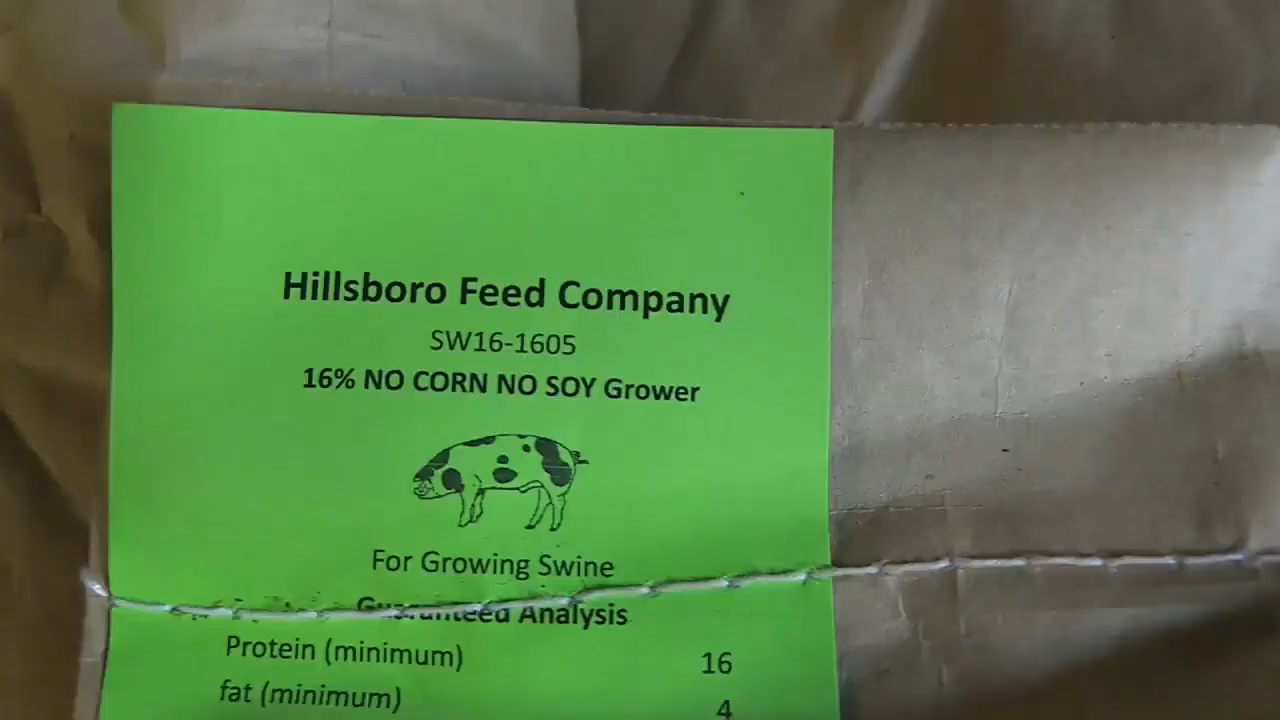 Hillsboro Feed Company
SW16-1605
16% NO CORN NO SOY Grower
For Growing Swine
Guaranteed Analysis
Protein (minimum) 16
fat (minimum) 4